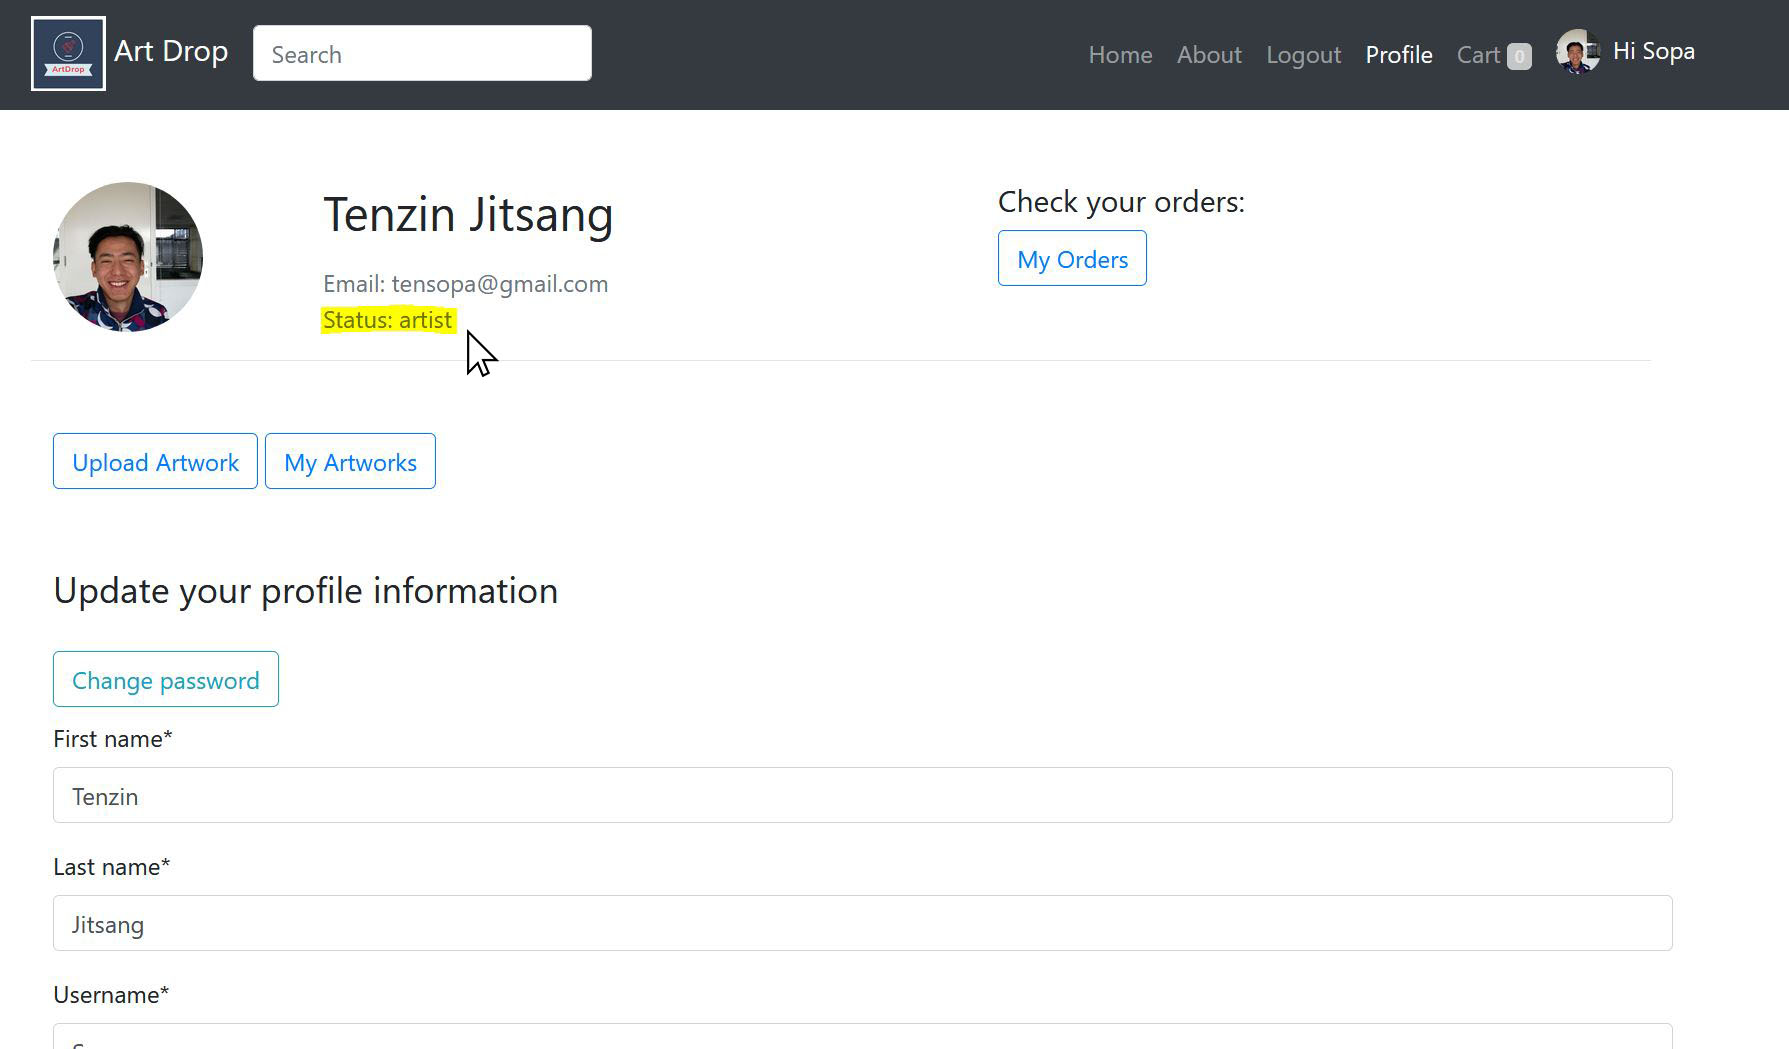 ArtDrop
Art Drop
Search
Home About Logout Profile Cart 0 Hi Sopa
Tenzin Jitsang
Email: tensopa@gmail.com
Status: artist
Check your orders:
My Orders
Upload Artwork My Artworks
Update your profile information
Change password
First name*
Tenzin
Last name*
Jitsang
Username*